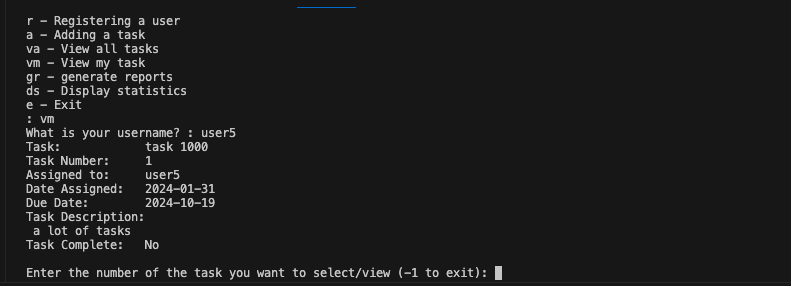 r - Registering a user
a - Adding a task
va - View all tasks
vm - View my task
gr - generate reports
ds - Display statistics
e - Exit
: vm
What is your username? : user5
Task: task 1000
Task Number: 1
Assigned to: user5
Date Assigned: 2024-01-31
Due Date: 2024-10-19
Task Description:
a lot of tasks
Task Complete: No
Enter the number of the task you want to select/view (-1 to exit):